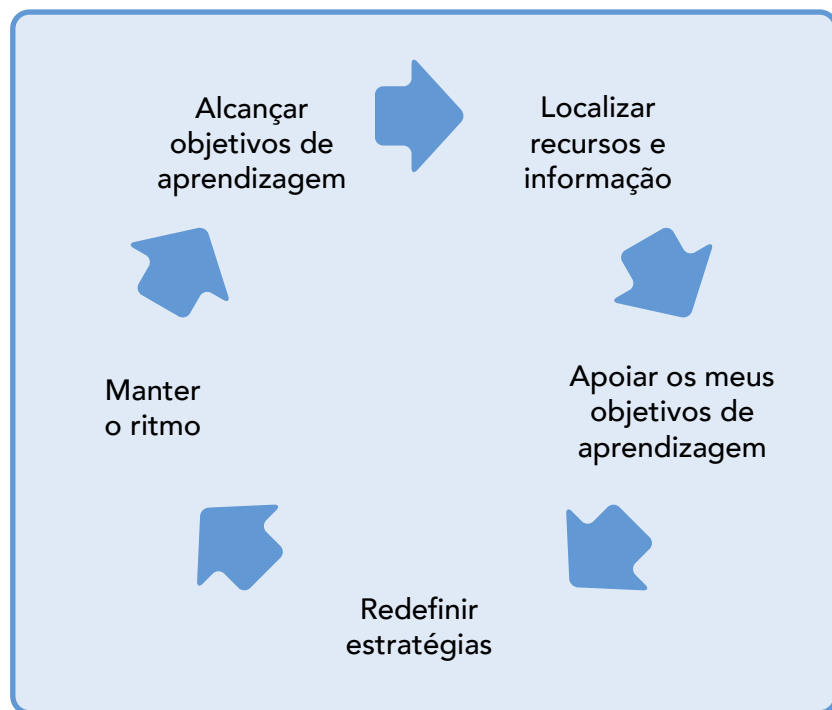 Alcançar
objetivos de
aprendizagem
Localizar
recursos e
informação
Apoiar os meus
objetivos de
aprendizagem
Redefinir
estratégias
Manter
o ritmo